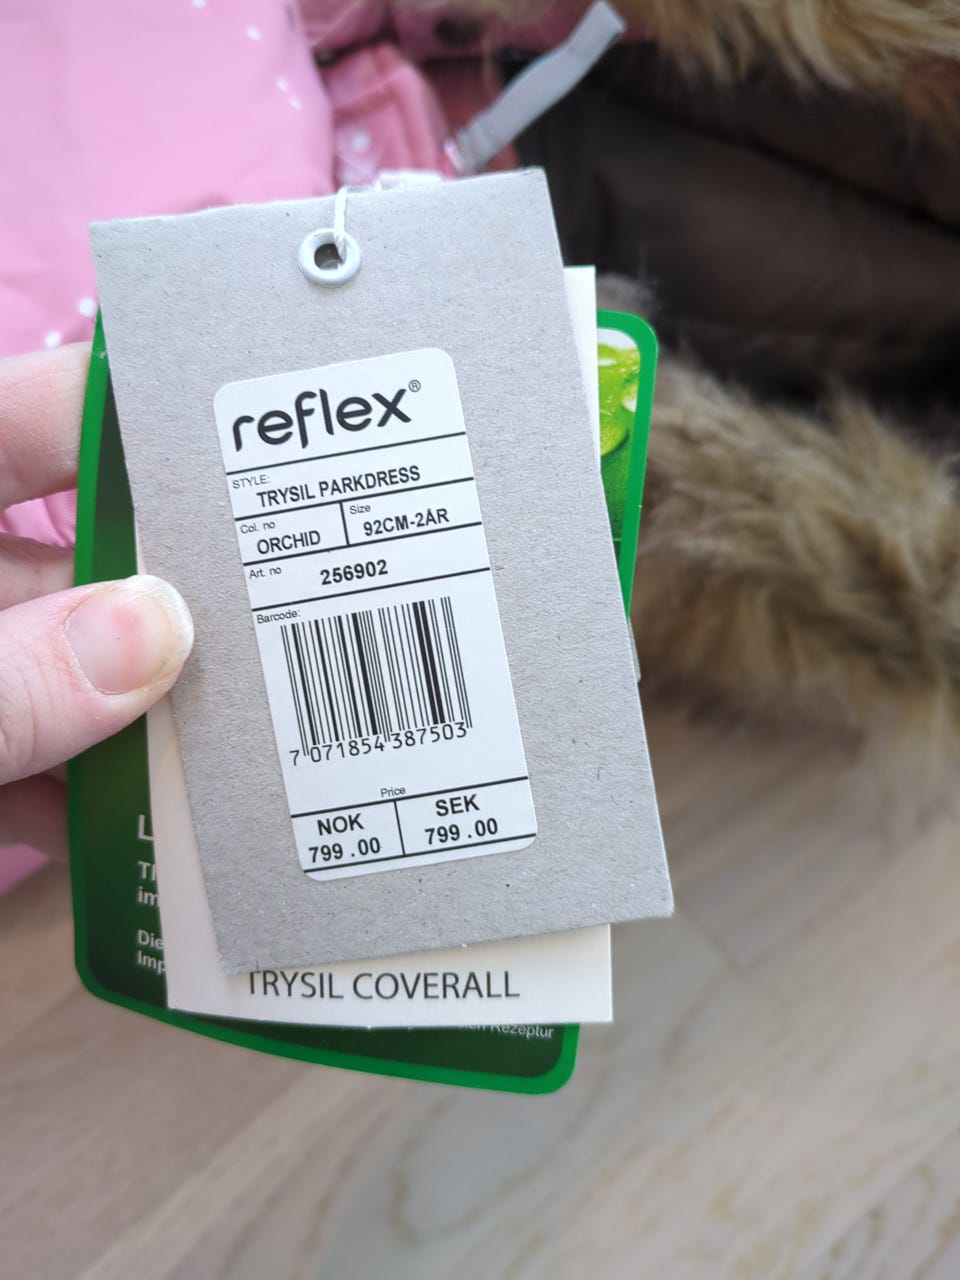 reflex®
STYLE:
TRYSIL PARKDRESS
Col. no
ORCHID
Size
92CM-2ÅR
Art. no
256902
Barcode:
7 071854 387503
Price
NOK
799.00
SEK
799.00
TRYSIL COVERALL
Rezeptur